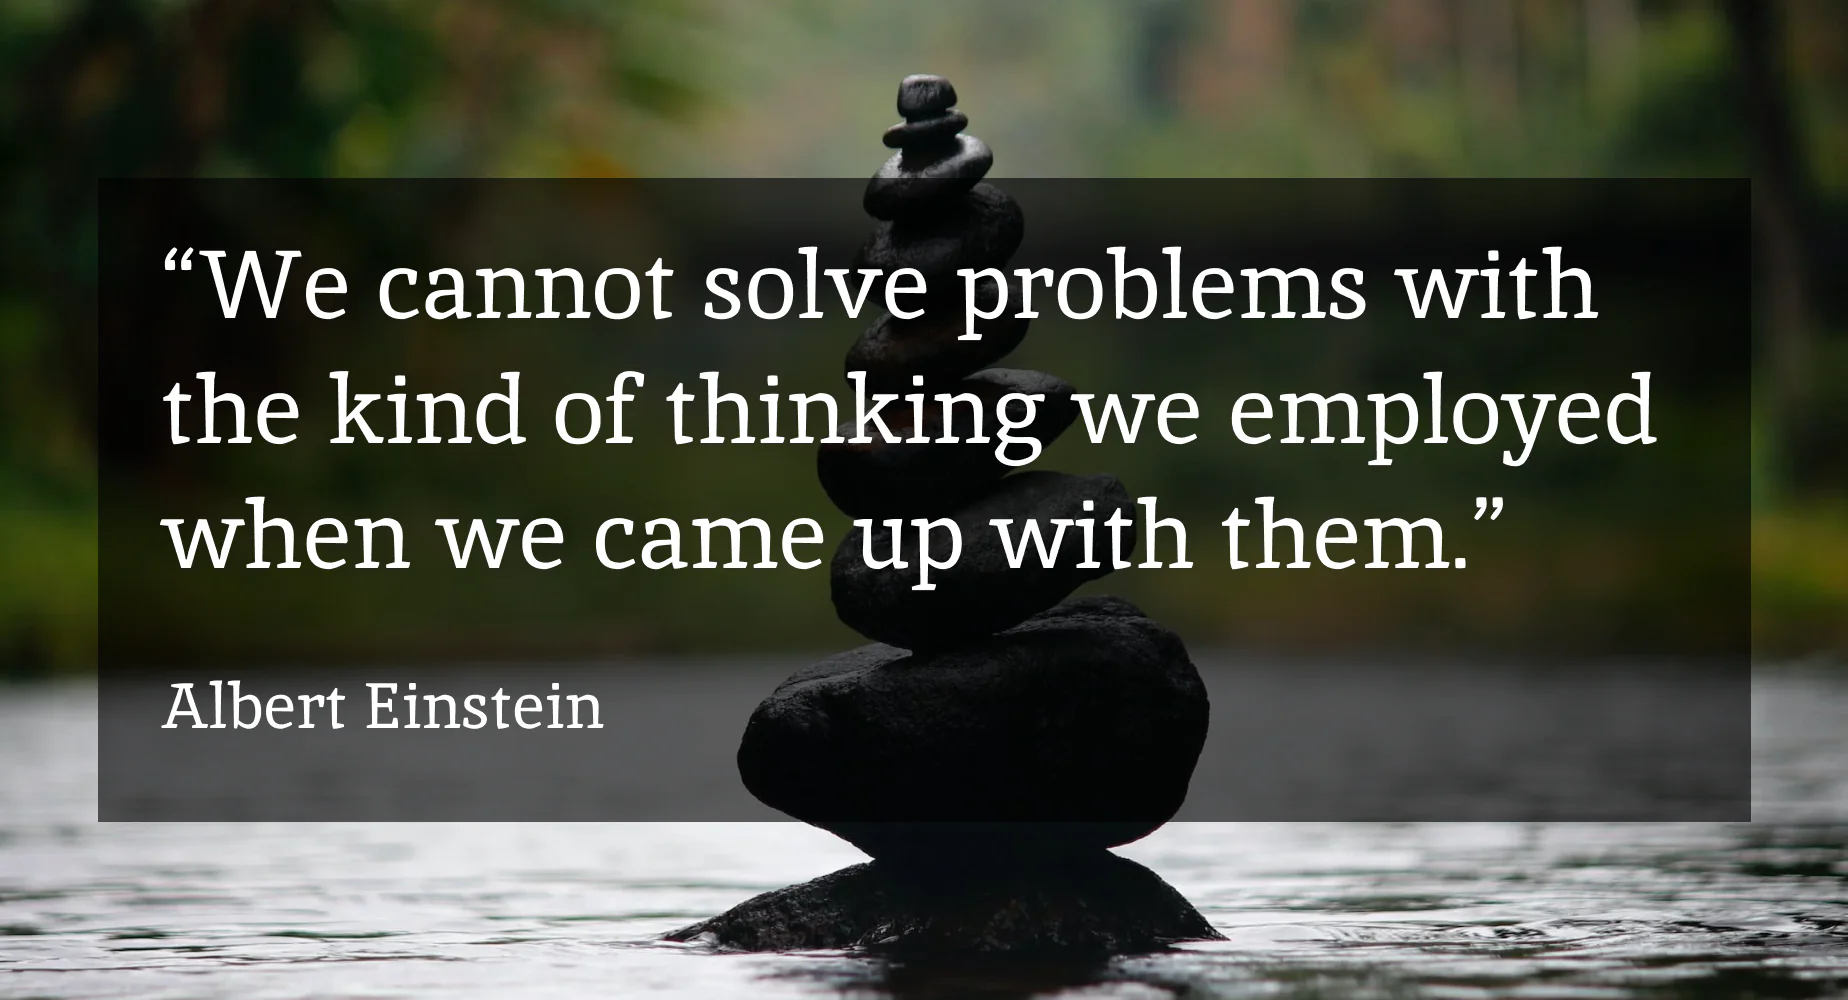 “We cannot solve problems with
the kind of thinking we employed
when we came up with them.”
Albert Einstein